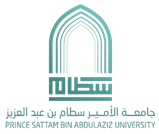 سطام
جامعة الأمير سطام بن عبد العزيز
PRINCE SATTAM BIN ABDULAZIZ UNIVERSITY